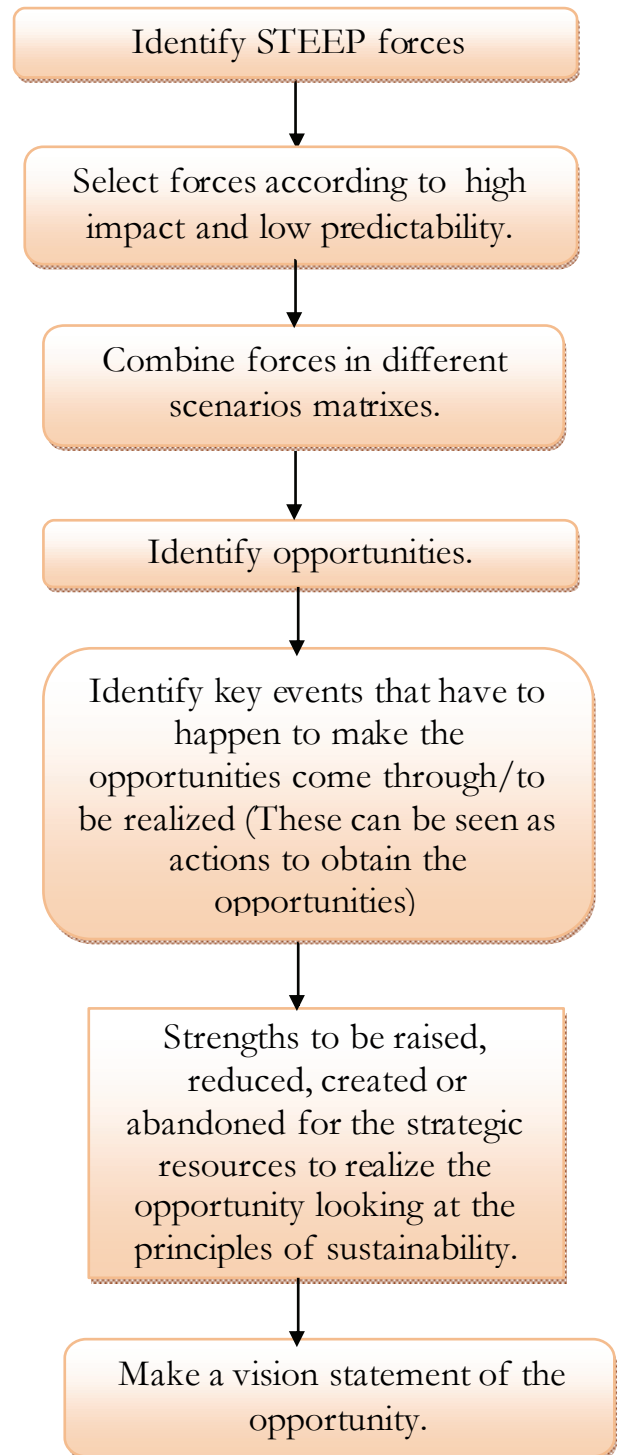 Identify STEEP forces
Select forces according to high
impact and low predictability.
Combine forces in different
scenarios matrixes.
Identify opportunities.
Identify key events that have to
happen to make the
opportunities come through/to
be realized (These can be seen as
actions to obtain the
opportunities)
Strengths to be raised,
reduced, created or
abandoned for the strategic
resources to realize the
opportunity looking at the
principles of sustainability.
Make a vision statement of the
opportunity.